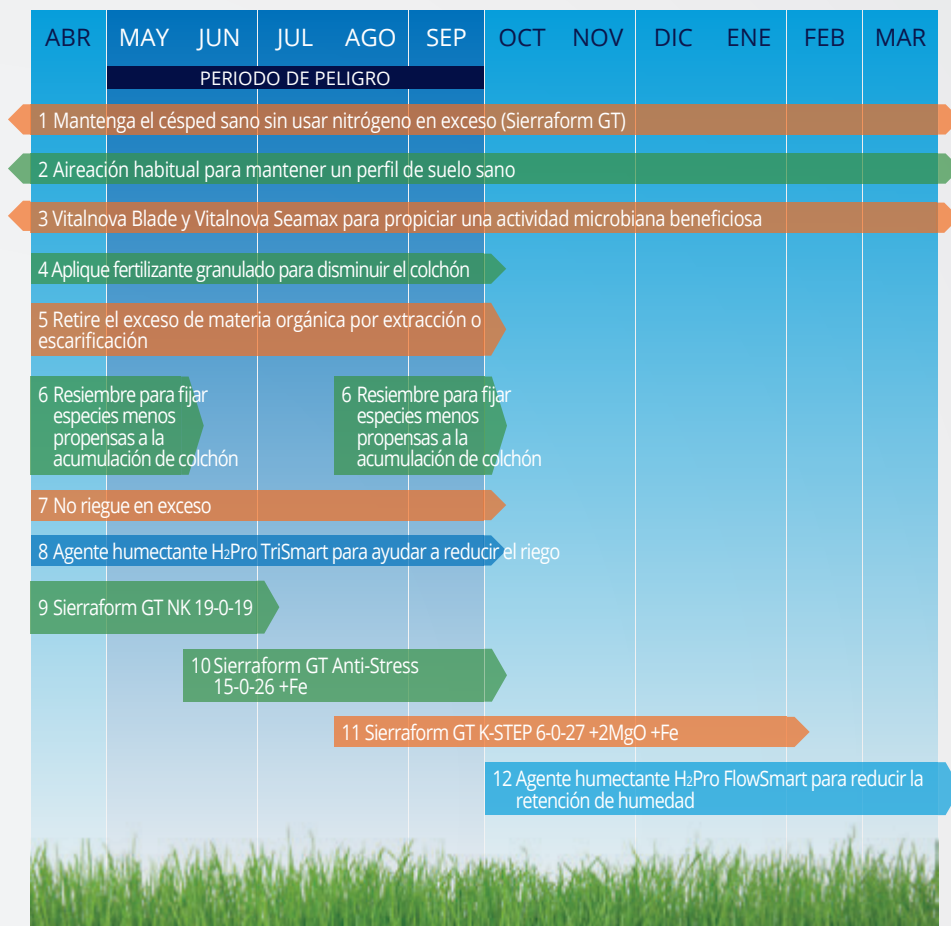 ABR MAY JUN JUL AGO SEP OCT NOV DIC ENE FEB MAR
PERIODO DE PELIGRO
1 Mantenga el césped sano sin usar nitrógeno en exceso (Sierraform GT)
2 Aireación habitual para mantener un perfil de suelo sano
3 Vitalnova Blade y Vitalnova Seamax para propiciar una actividad microbiana beneficiosa
4 Aplique fertilizante granulado para disminuir el colchón
5 Retire el exceso de materia orgánica por extracción o
escarificación
6 Resiembre para fijar
especies menos
propensas a la
acumulación de colchón
6 Resiembre para fijar
especies menos
propensas a la
acumulación de colchón
7 No riegue en exceso
8 Agente humectante H₂Pro TriSmart para ayudar a reducir el riego
9 Sierraform GT NK 19-0-19
10 Sierraform GT Anti-Stress
15-0-26 +Fe
11 Sierraform GT K-STEP 6-0-27 +2MgO +Fe
12 Agente humectante H₂Pro FlowSmart para reducir la
retención de humedad